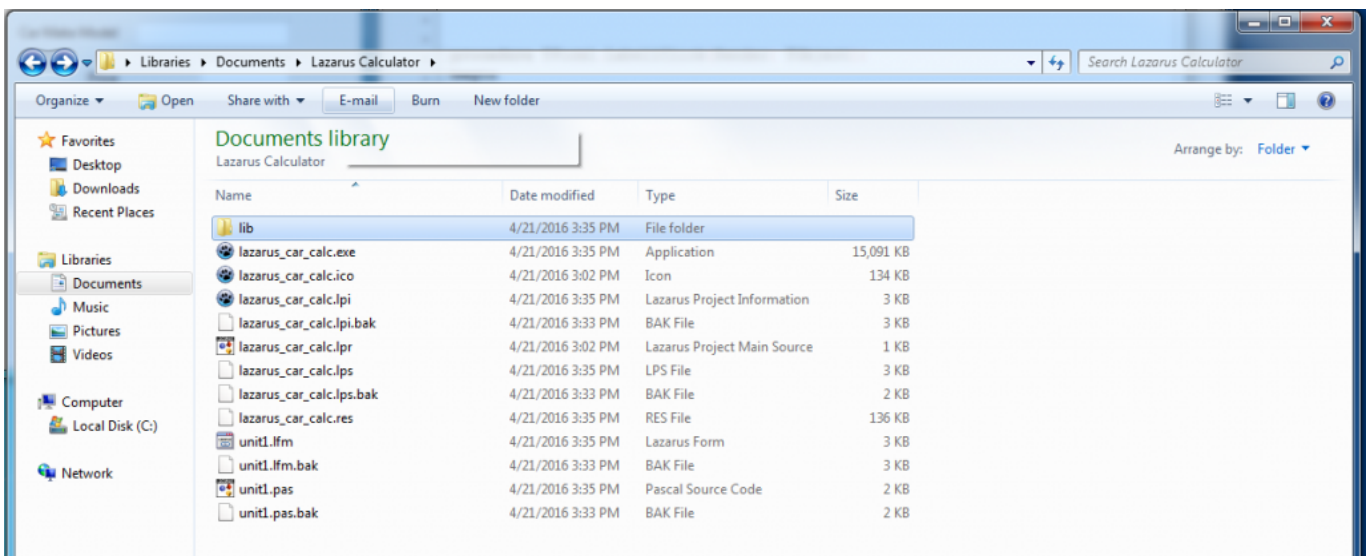 Libraries Documents Lazarus Calculator Search Lazarus Calculator
Organize Open Share with E-mail Burn New folder
Favorites
Desktop
Downloads
Recent Places
Libraries
Documents
Music
Pictures
Videos
Computer
Local Disk (C:)
Network
Documents library
Lazarus Calculator
Arrange by: Folder
Name Date modified Type Size
lib 4/21/2016 3:35 PM File folder
lazarus_car_calc.exe 4/21/2016 3:35 PM Application 15,091 KB
lazarus_car_calc.ico 4/21/2016 3:02 PM Icon 134 KB
lazarus_car_calc.lpi 4/21/2016 3:35 PM Lazarus Project Information 3 KB
lazarus_car_calc.lpi.bak 4/21/2016 3:33 PM BAK File 3 KB
lazarus_car_calc.lpr 4/21/2016 3:02 PM Lazarus Project Main Source 1 KB
lazarus_car_calc.lps 4/21/2016 3:35 PM LPS File 3 KB
lazarus_car_calc.lps.bak 4/21/2016 3:33 PM BAK File 2 KB
lazarus_car_calc.res 4/21/2016 3:35 PM RES File 136 KB
unit1.lfm 4/21/2016 3:35 PM Lazarus Form 3 KB
unit1.lfm.bak 4/21/2016 3:33 PM BAK File 3 KB
unit1.pas 4/21/2016 3:35 PM Pascal Source Code 2 KB
unit1.pas.bak 4/21/2016 3:33 PM BAK File 2 KB